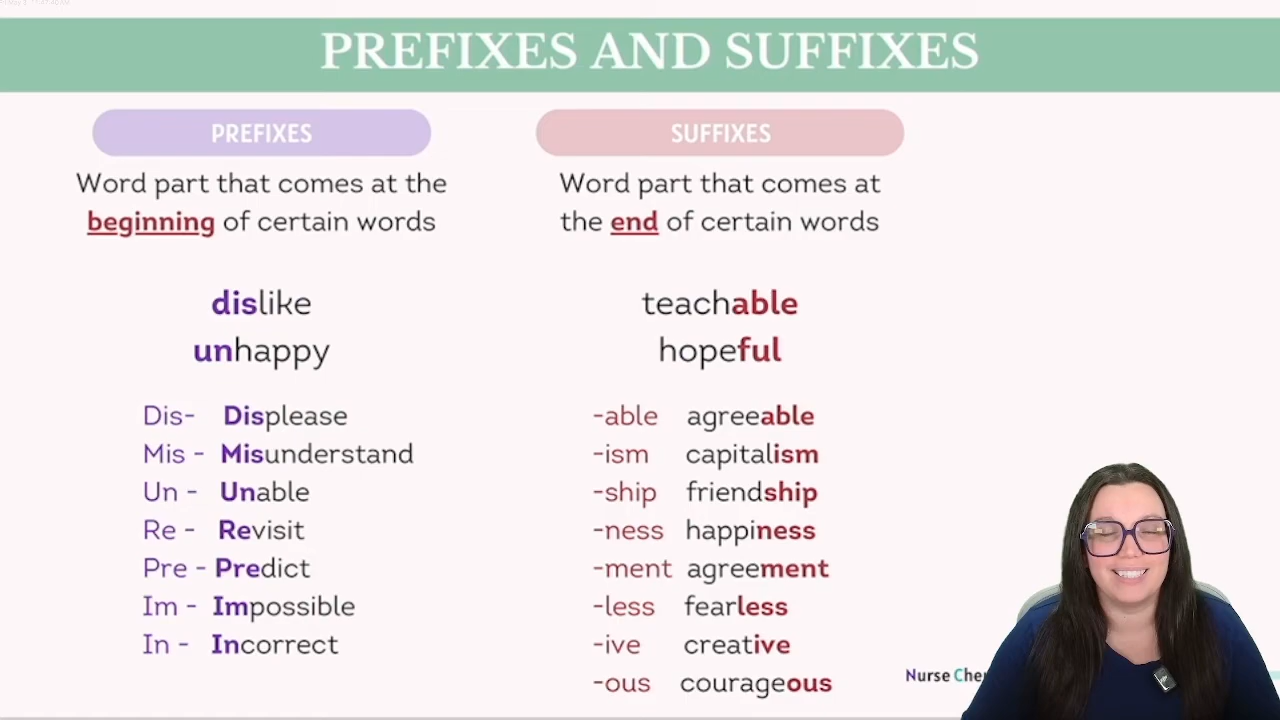 PREFIXES AND SUFFIXES
PREFIXES
Word part that comes at the
beginning of certain words
dislike
unhappy
Dis- Displease
Mis - Misunderstand
Un - Unable
Re - Revisit
Pre - Predict
Im - Impossible
In - Incorrect
SUFFIXES
Word part that comes at
the end of certain words
teachable
hopeful
-able agreeable
-ism capitalism
-ship friendship
-ness happiness
-ment agreement
-less fearless
-ive creative
-ous courageous
Nurse